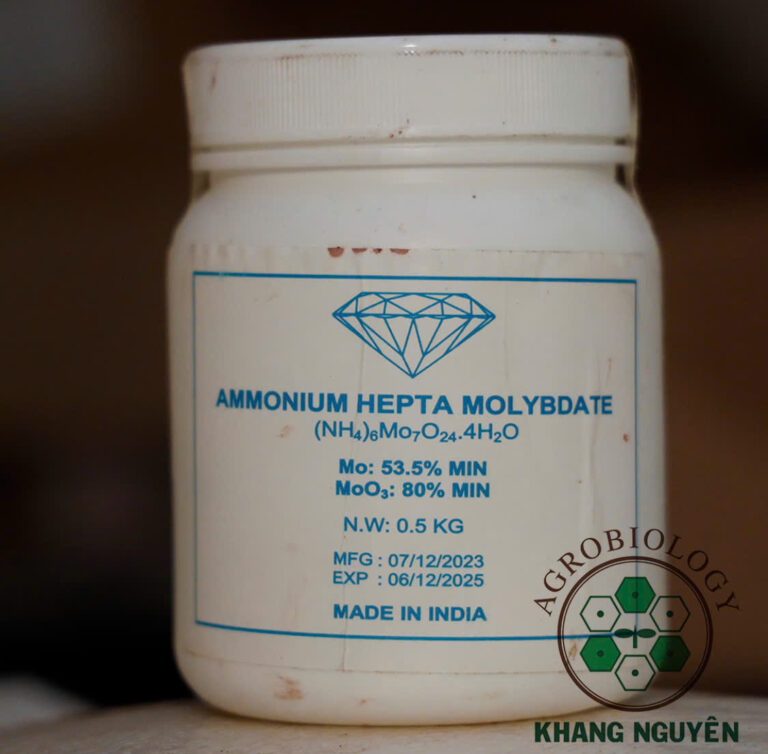 AMMONIUM HEPTA MOLYBDATE
(NH₄)₆Mo₇O₂₄.4H₂O
Mo: 53.5% MIN
MoO₃: 80% MIN
N.W: 0.5 KG
MFG : 07/12/2023
EXP : 06/12/2025
MADE IN INDIA
AGROBIOLOGY
KHANG NGUYÊN